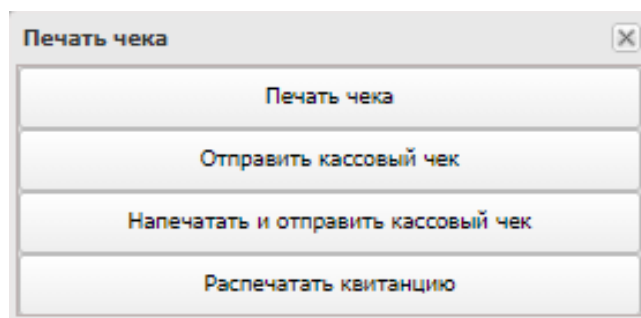 Печать чека
Печать чека
Отправить кассовый чек
Напечатать и отправить кассовый чек
Распечатать квитанцию